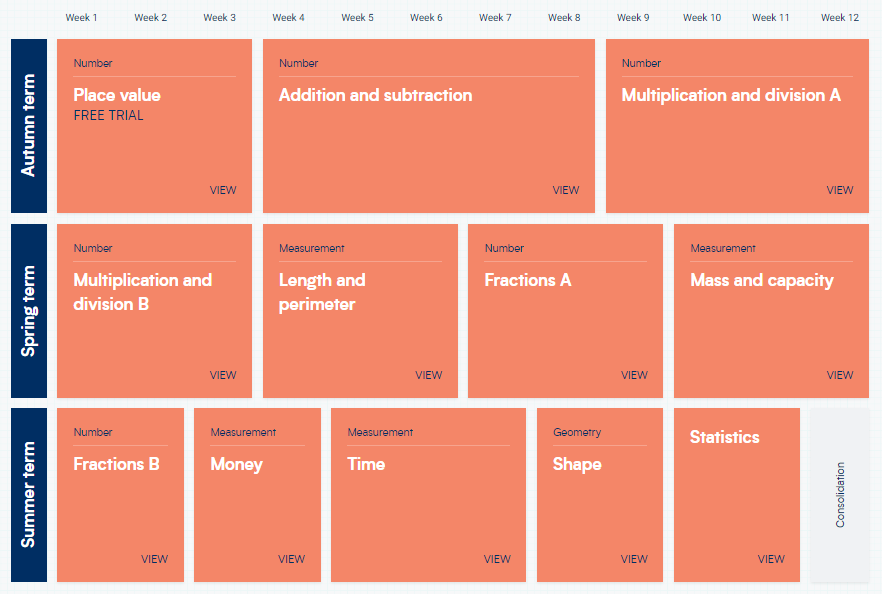 Week 1 Week 2 Week 3 Week 4 Week 5 Week 6 Week 7 Week 8 Week 9 Week 10 Week 11 Week 12
Autumn term
Number
Place value
FREE TRIAL
VIEW
Number
Addition and subtraction
VIEW
Number
Multiplication and division A
VIEW
Spring term
Number
Multiplication and
division B
VIEW
Measurement
Length and
perimeter
VIEW
Number
Fractions A
VIEW
Measurement
Mass and capacity
VIEW
Summer term
Number
Fractions B
VIEW
Measurement
Money
VIEW
Measurement
Time
VIEW
Geometry
Shape
VIEW
Statistics
VIEW
Consolidation